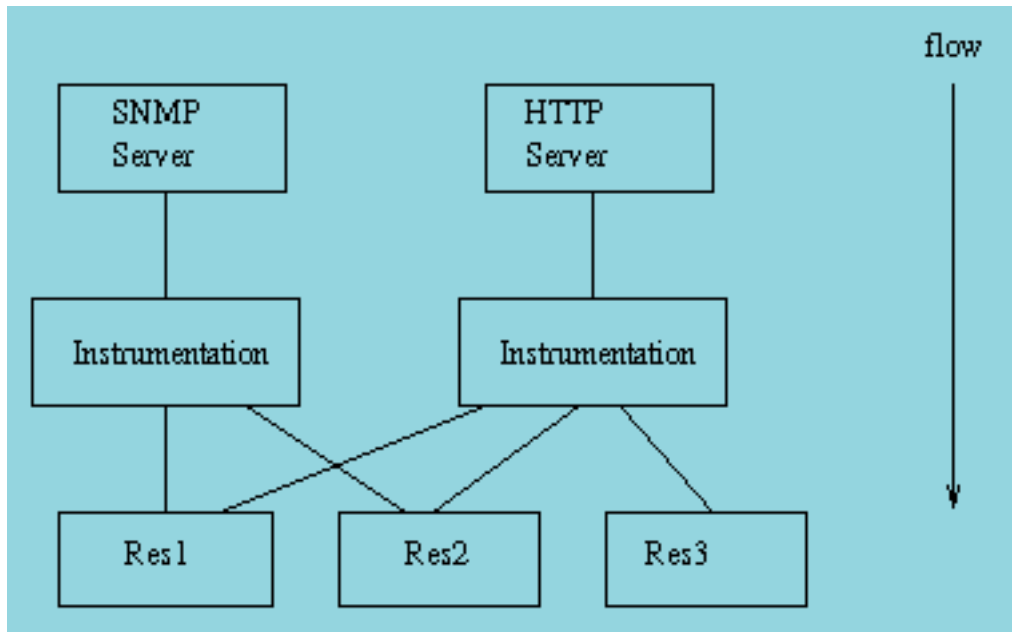 flow
SNMP
Server
HTTP
Server
Instrumentation
Instrumentation
Res1
Res2
Res3